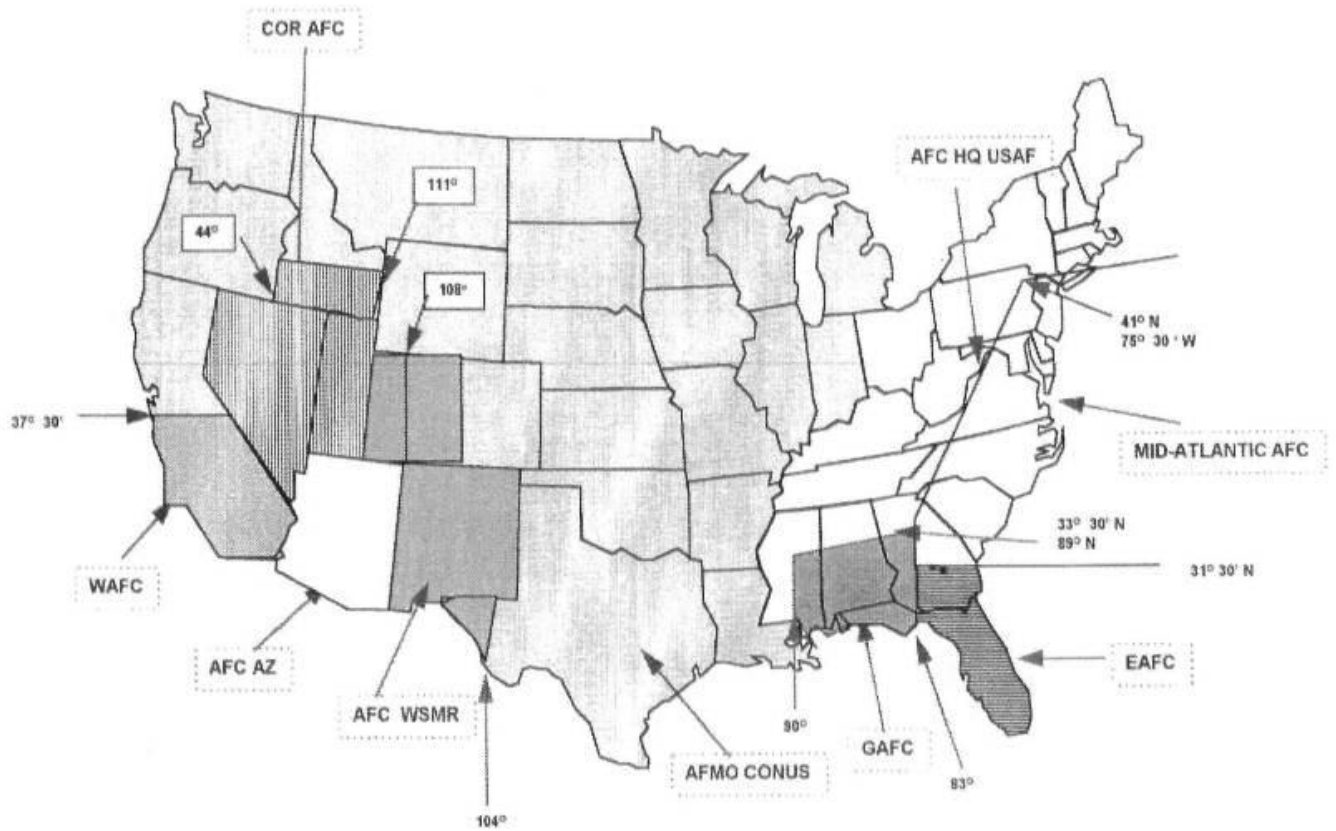 COR AFC
AFC HQ USAF
111°
44°
108°
41° N
75° 30 ' W
37° 30'
MID-ATLANTIC AFC
33° 30' N
89° N
31° 30' N
WAFC
EAFC
AFC AZ
AFC WSMR
90°
GAFC
AFMO CONUS
83°
104°